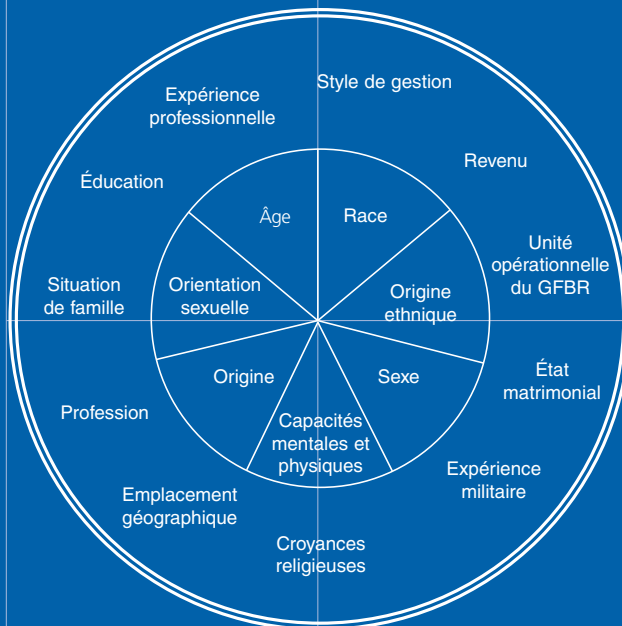 Style de gestion
Expérience
professionnelle
Revenu
Éducation
Âge
Race
Unité
opérationnelle
du GFBR
Situation
de famille
Orientation
sexuelle
Origine
ethnique
État
matrimonial
Origine
Sexe
Profession
Capacités
mentales et
physiques
Expérience
militaire
Emplacement
géographique
Croyances
religieuses